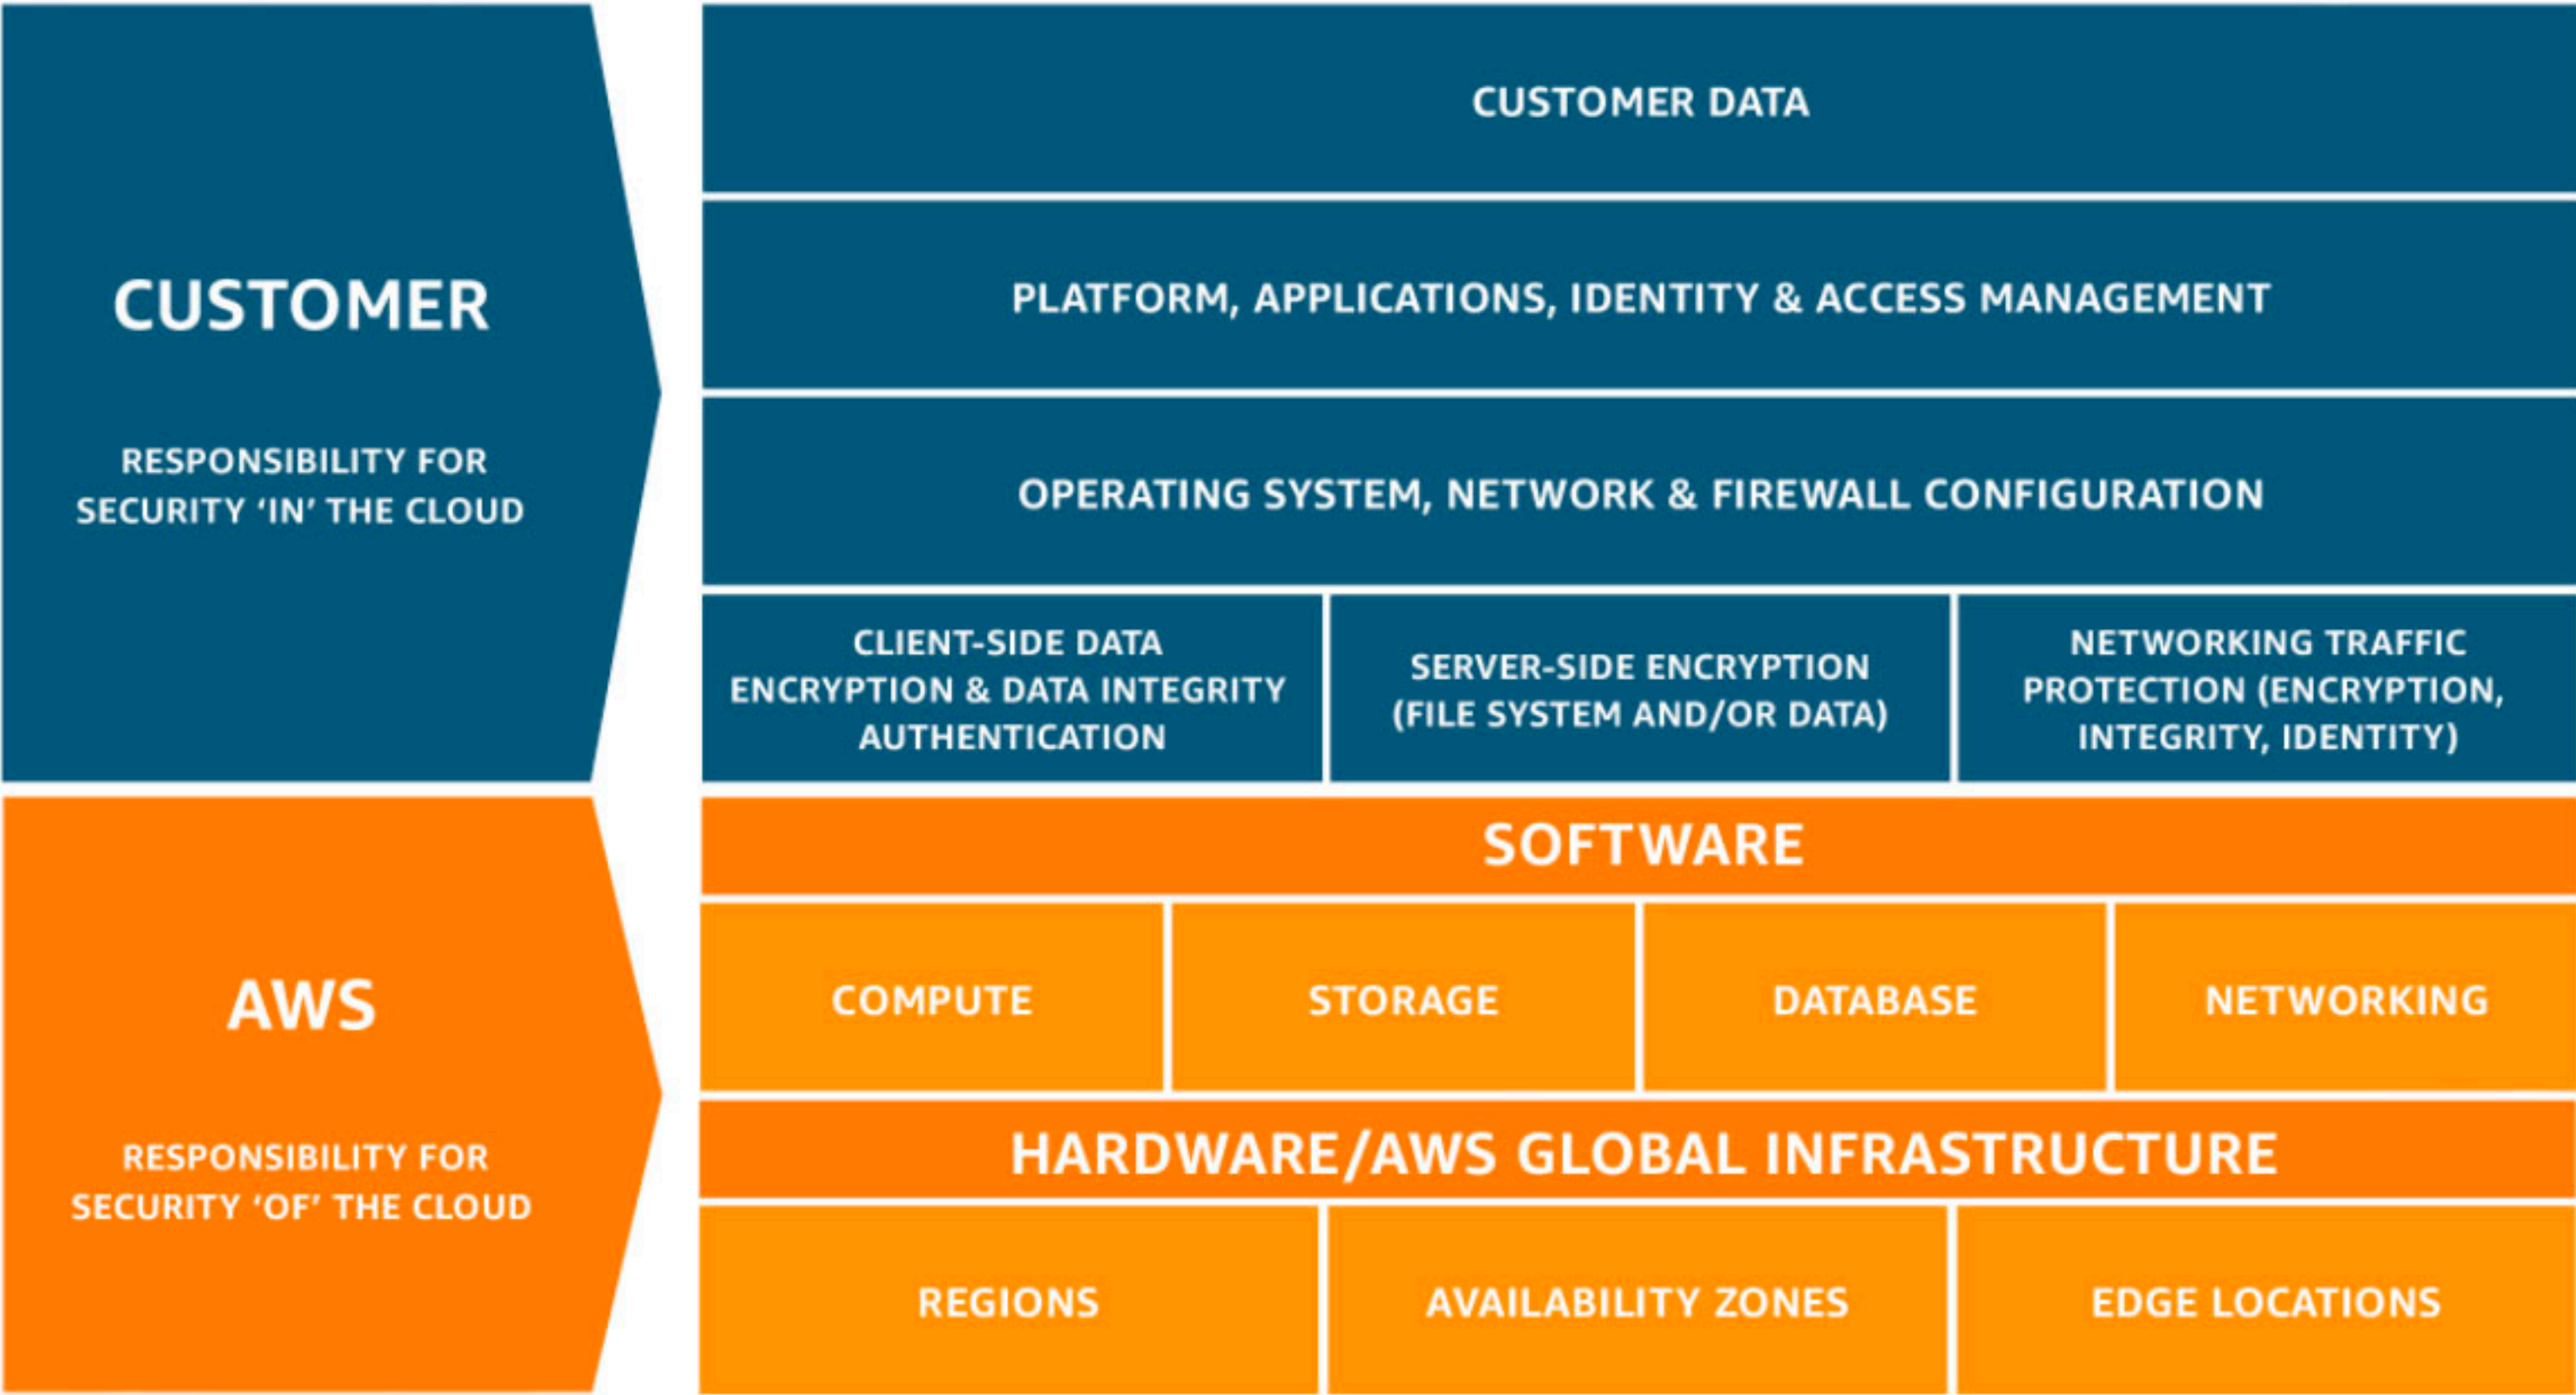 CUSTOMER
RESPONSIBILITY FOR
SECURITY ‘IN’ THE CLOUD
CUSTOMER DATA
PLATFORM, APPLICATIONS, IDENTITY & ACCESS MANAGEMENT
OPERATING SYSTEM, NETWORK & FIREWALL CONFIGURATION
CLIENT-SIDE DATA
ENCRYPTION & DATA INTEGRITY
AUTHENTICATION
SERVER-SIDE ENCRYPTION
(FILE SYSTEM AND/OR DATA)
NETWORKING TRAFFIC
PROTECTION (ENCRYPTION,
INTEGRITY, IDENTITY)
AWS
RESPONSIBILITY FOR
SECURITY ‘OF’ THE CLOUD
SOFTWARE
COMPUTE
STORAGE
DATABASE
NETWORKING
HARDWARE/AWS GLOBAL INFRASTRUCTURE
REGIONS
AVAILABILITY ZONES
EDGE LOCATIONS